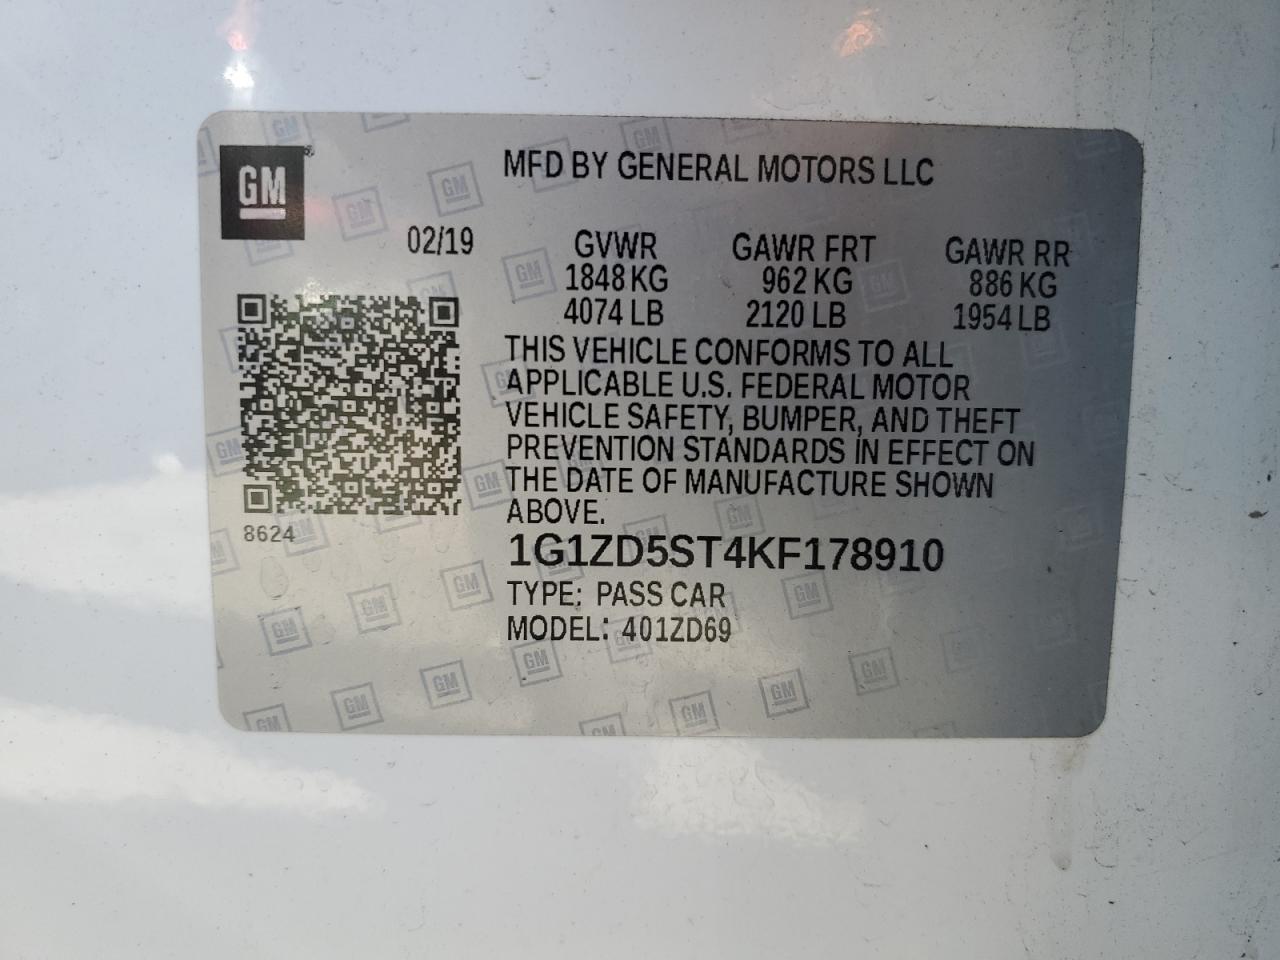 GM
MFD BY GENERAL MOTORS LLC
02/19 GVWR GAWR FRT GAWR RR
1848 KG 962 KG 886 KG
4074 LB 2120 LB 1954 LB
THIS VEHICLE CONFORMS TO ALL
APPLICABLE U.S. FEDERAL MOTOR
VEHICLE SAFETY, BUMPER, AND THEFT
PREVENTION STANDARDS IN EFFECT ON
THE DATE OF MANUFACTURE SHOWN
ABOVE.
8624
1G1ZD5ST4KF178910
TYPE: PASS CAR
MODEL: 401ZD69